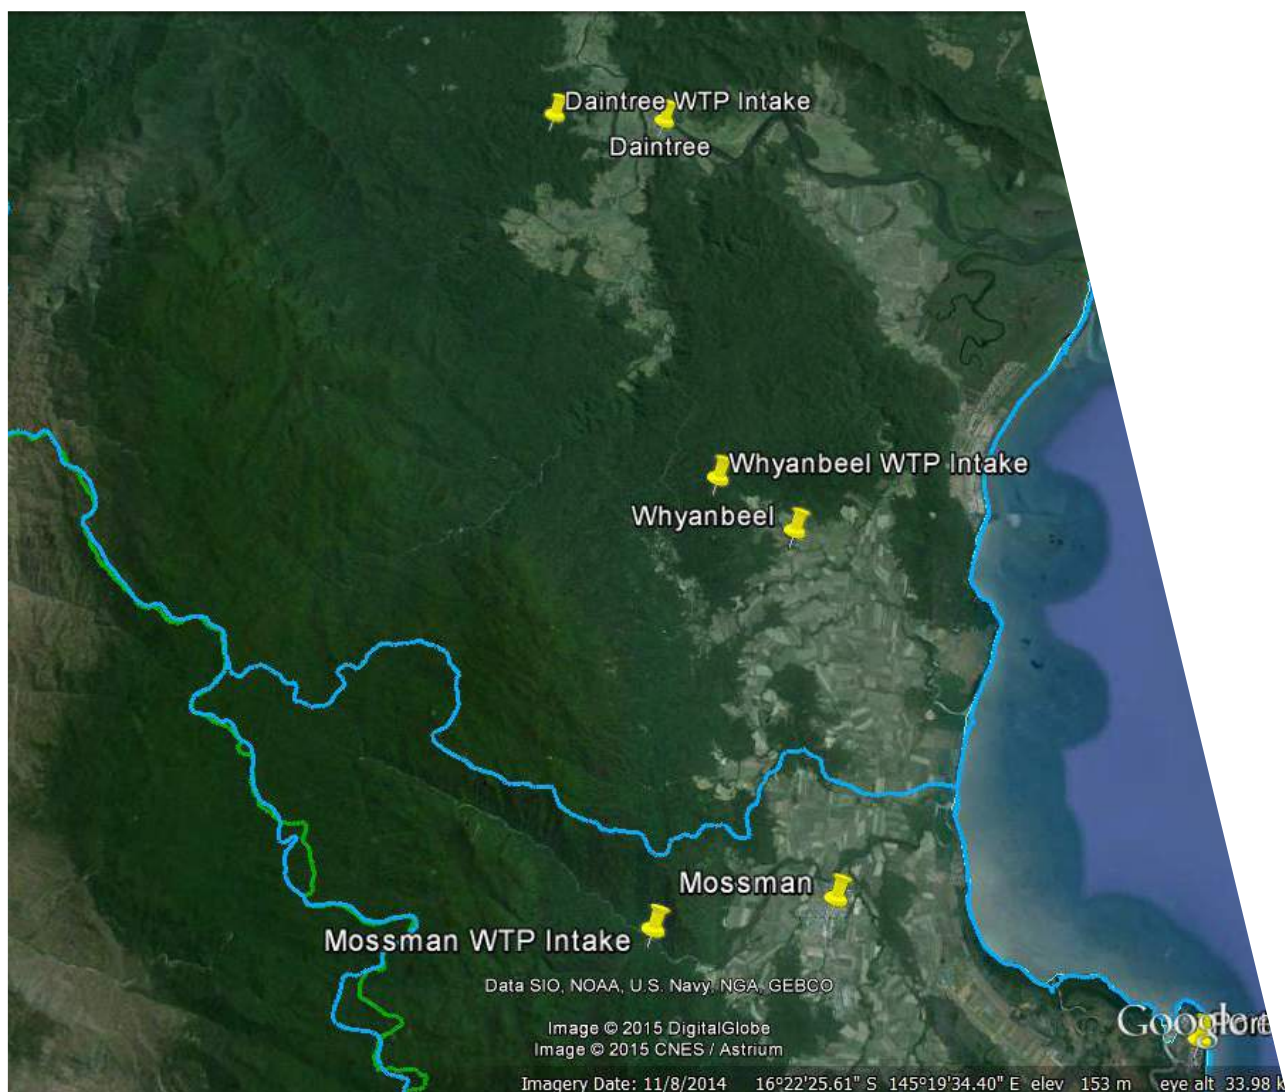 Daintree WTP Intake
Daintree
Whyanbeel WTP Intake
Whyanbeel
Mossman
Mossman WTP Intake
Data SIO, NOAA, U.S. Navy, NGA, GEBCO
Image © 2015 DigitalGlobe
Image © 2015 CNES / Astrium
Google
Imagery Date: 11/8/2014 16°22'25.61" S 145°19'34.40" E elev 153 m eye alt 33.98